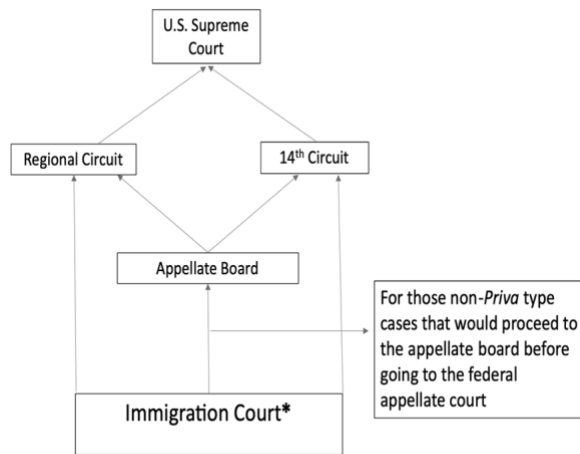 U.S. Supreme
Court
Regional Circuit
14th Circuit
Appellate Board
For those non-Priva type
cases that would proceed to
the appellate board before
going to the federal
appellate court
Immigration Court*